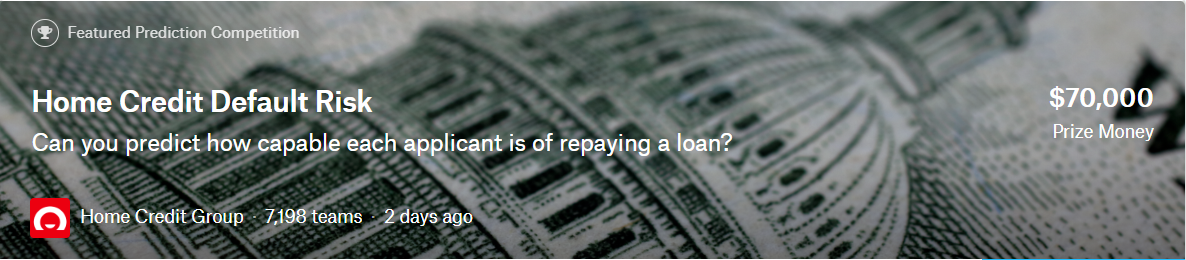 Featured Prediction Competition
Home Credit Default Risk
$70,000
Can you predict how capable each applicant is of repaying a loan?
Prize Money
Home Credit Group · 7,198 teams · 2 days ago